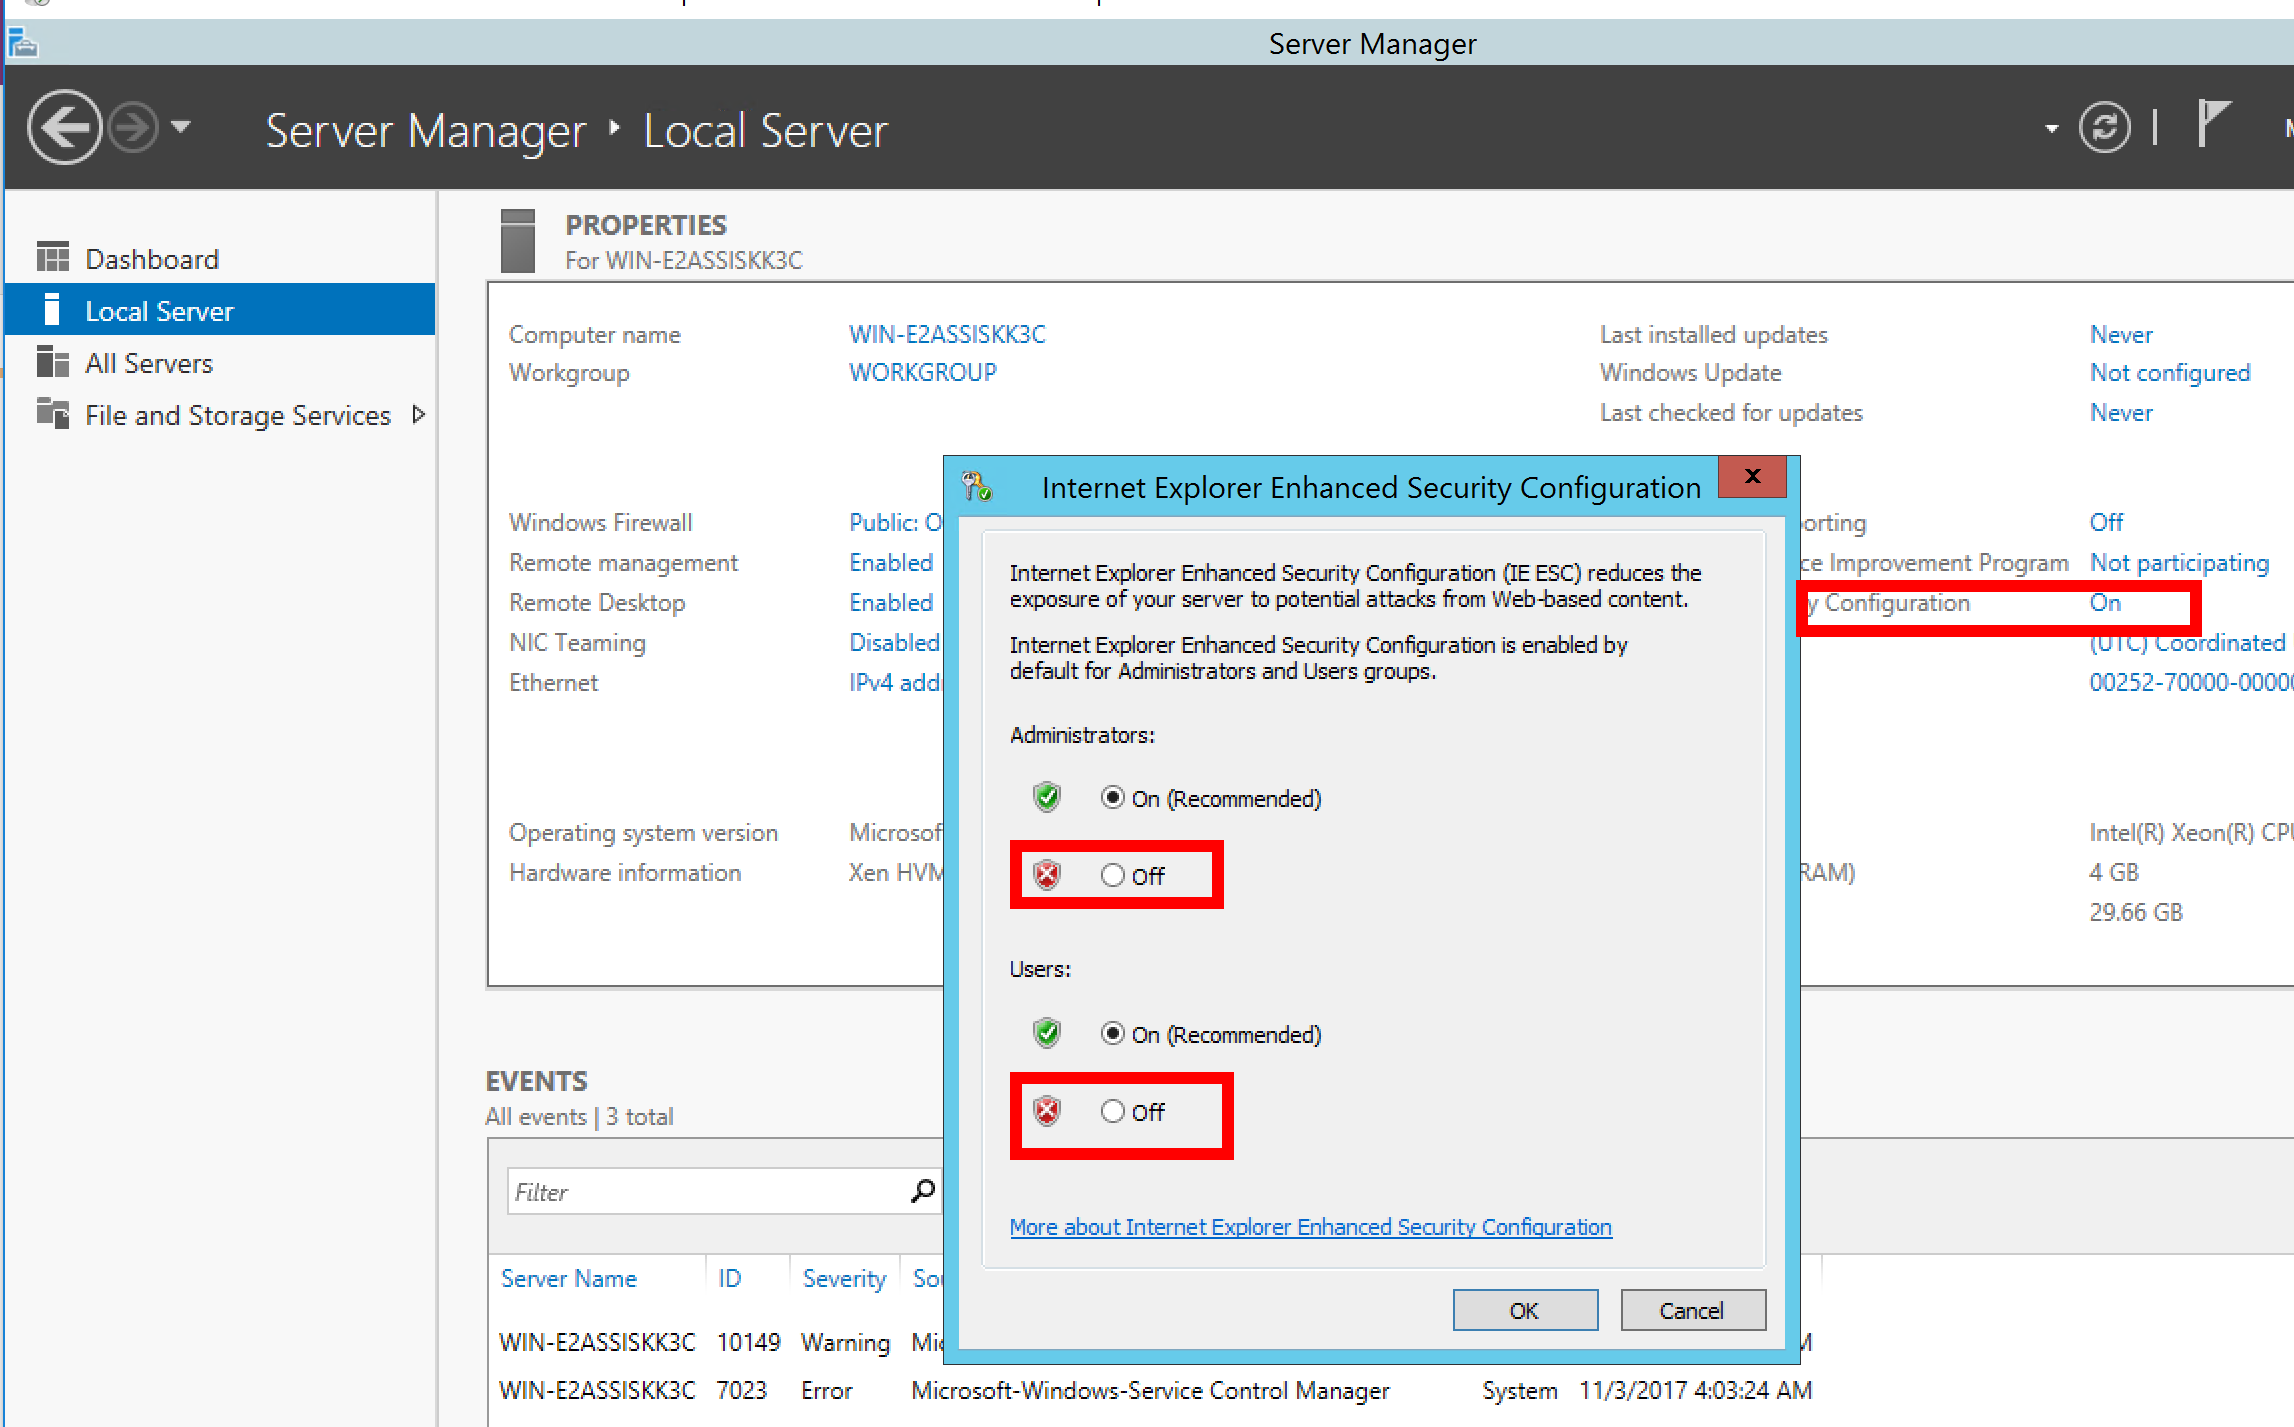 Server Manager
Server Manager ‣ Local Server
Dashboard
Local Server
All Servers
File and Storage Services
PROPERTIES
For WIN-E2ASSISKK3C
Computer name WIN-E2ASSISKK3C Last installed updates Never
Workgroup WORKGROUP Windows Update Not configured
Last checked for updates Never
Windows Firewall Public: O orting Off
Remote management Enabled ce Improvement Program Not participating
Remote Desktop Enabled y Configuration On
NIC Teaming Disabled (UTC) Coordinated
Ethernet IPv4 add 00252-70000-0000
Operating system version Microsof Intel(R) Xeon(R) CPU
Hardware information Xen HVM RAM) 4 GB
29.66 GB
Internet Explorer Enhanced Security Configuration
x
Internet Explorer Enhanced Security Configuration (IE ESC) reduces the
exposure of your server to potential attacks from Web-based content.
Internet Explorer Enhanced Security Configuration is enabled by
default for Administrators and Users groups.
Administrators:
On (Recommended)
Off
Users:
On (Recommended)
Off
More about Internet Explorer Enhanced Security Configuration
OK Cancel
EVENTS
All events | 3 total
Filter
Server Name ID Severity Sou
WIN-E2ASSISKK3C 10149 Warning Mic M
WIN-E2ASSISKK3C 7023 Error Microsoft-Windows-Service Control Manager System 11/3/2017 4:03:24 AM